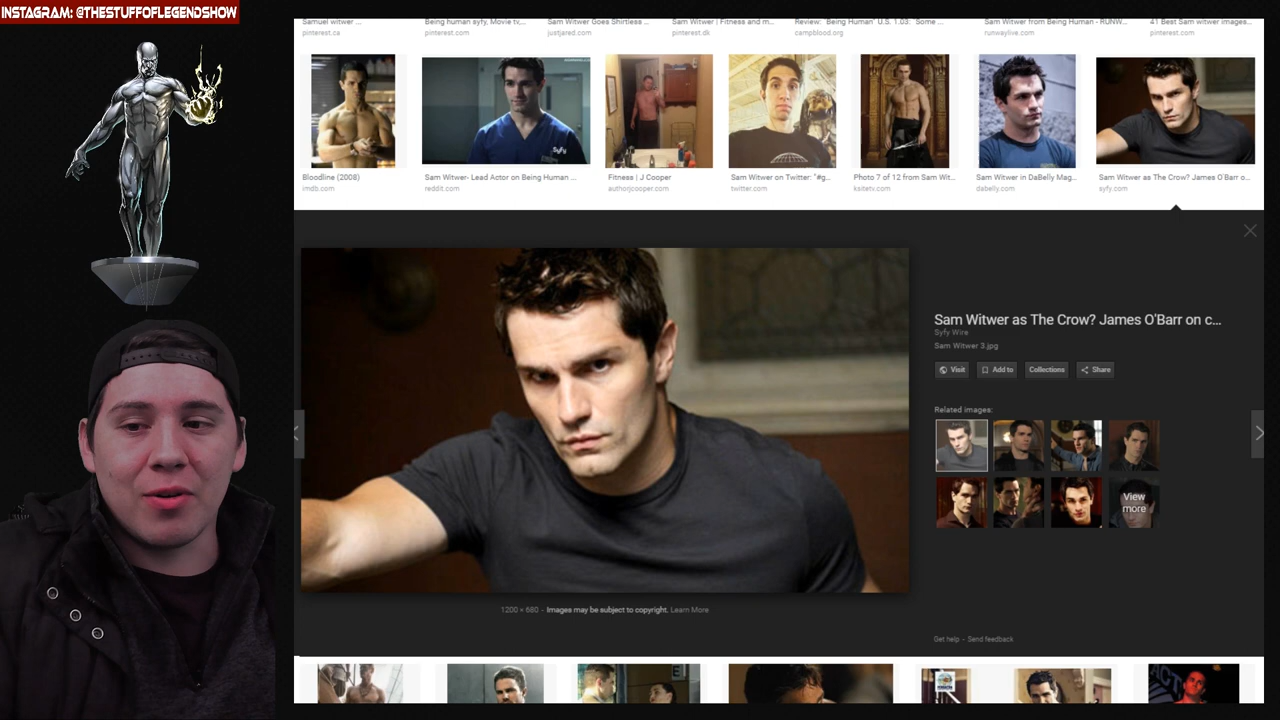 INSTAGRAM: @THESTUFFOFLEGENDSHOW
Samuel witwer ...
pinterest.ca
Being human syfy, Movie tv,...
pinterest.com
Sam Witwer Goes Shirtless ...
justjared.com
Sam Witwer | Fitness and m...
pinterest.dk
Review: "Being Human" U.S. 1.03: "Some ...
campblood.org
Sam Witwer from Being Human - RUNW...
runwaylive.com
41 Best Sam witwer images...
pinterest.com
Syfy
Bloodline (2008)
imdb.com
Sam Witwer- Lead Actor on Being Human ...
reddit.com
Fitness | J Cooper
authorjcooper.com
Sam Witwer on Twitter: "#g...
twitter.com
Photo 7 of 12 from Sam Wit...
ksitetv.com
Sam Witwer in DaBelly Mag...
dabelly.com
Sam Witwer as The Crow? James O'Barr o...
syfy.com
Sam Witwer as The Crow? James O'Barr on c...
Syfy Wire
Sam Witwer 3.jpg
Visit Add to Collections Share
Related images:
View
more
1200 × 680 - Images may be subject to copyright. Learn More
Get help - Send feedback